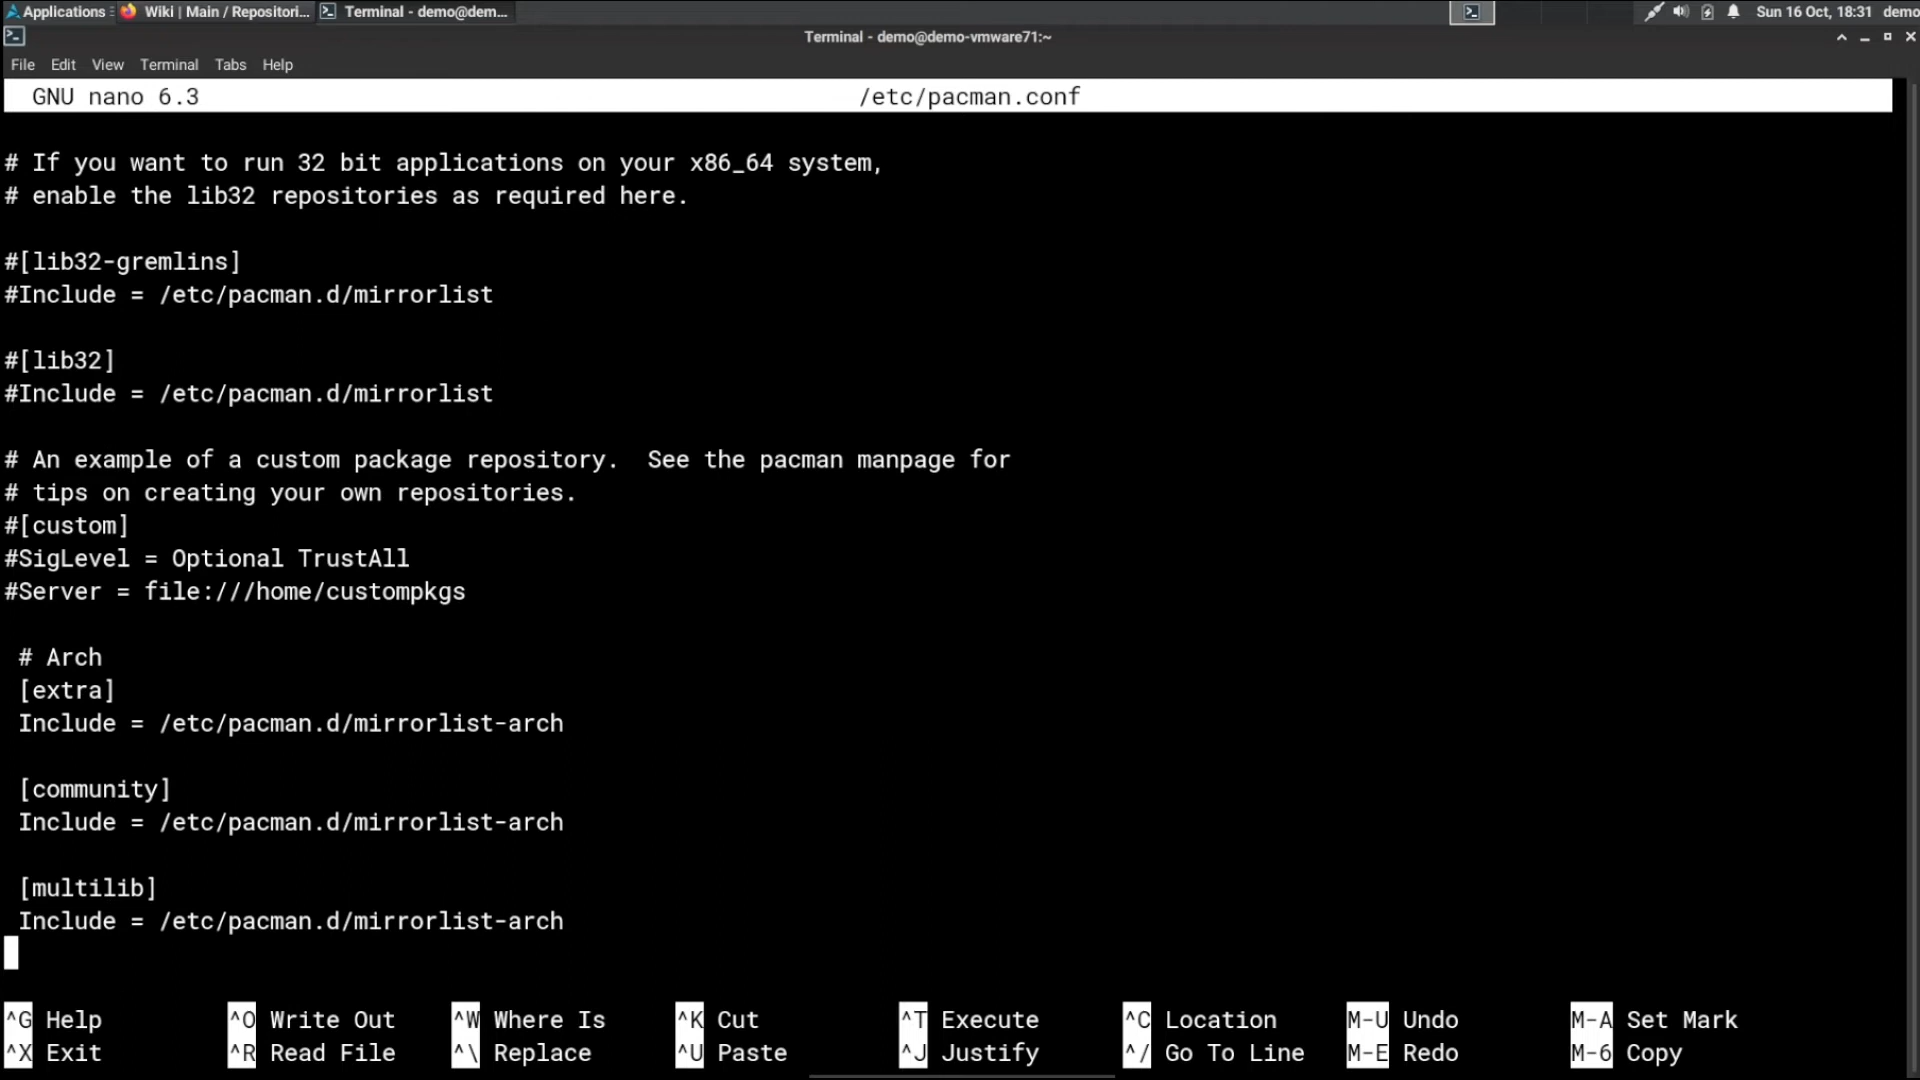 Applications Wiki | Main / Repositori... Terminal - demo@dem... Sun 16 Oct, 18:31 demo
Terminal - demo@demo-vmware71:~
File Edit View Terminal Tabs Help
GNU nano 6.3 /etc/pacman.conf
# If you want to run 32 bit applications on your x86_64 system,
# enable the lib32 repositories as required here.
#[lib32-gremlins]
#Include = /etc/pacman.d/mirrorlist
#[lib32]
#Include = /etc/pacman.d/mirrorlist
# An example of a custom package repository.  See the pacman manpage for
# tips on creating your own repositories.
#[custom]
#SigLevel = Optional TrustAll
#Server = file:///home/custompkgs
# Arch
[extra]
Include = /etc/pacman.d/mirrorlist-arch
[community]
Include = /etc/pacman.d/mirrorlist-arch
[multilib]
Include = /etc/pacman.d/mirrorlist-arch
^G Help ^O Write Out ^W Where Is ^K Cut ^T Execute ^C Location M-U Undo M-A Set Mark
^X Exit ^R Read File ^\ Replace ^U Paste ^J Justify ^/ Go To Line M-E Redo M-6 Copy